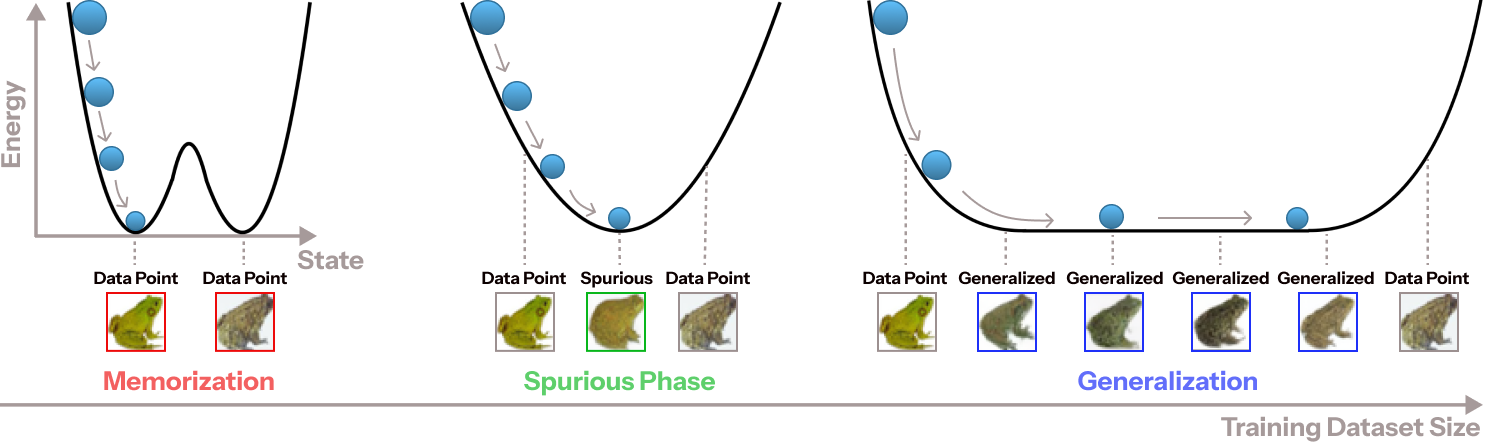 Energy
State
Data Point Data Point
Memorization
Data Point Spurious Data Point
Spurious Phase
Data Point Generalized Generalized Generalized Generalized Data Point
Generalization
Training Dataset Size